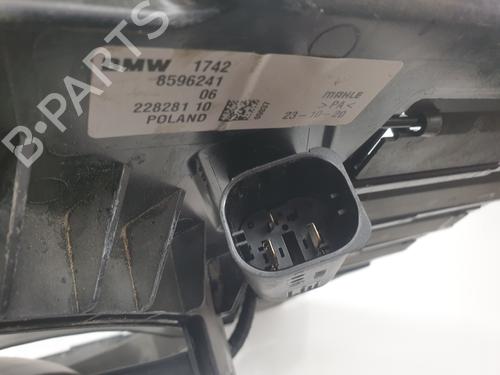 BMW 1742
8596241
06
MAHLE
228281 10
>PA<
POLAND
23-10-20
B-PARTS